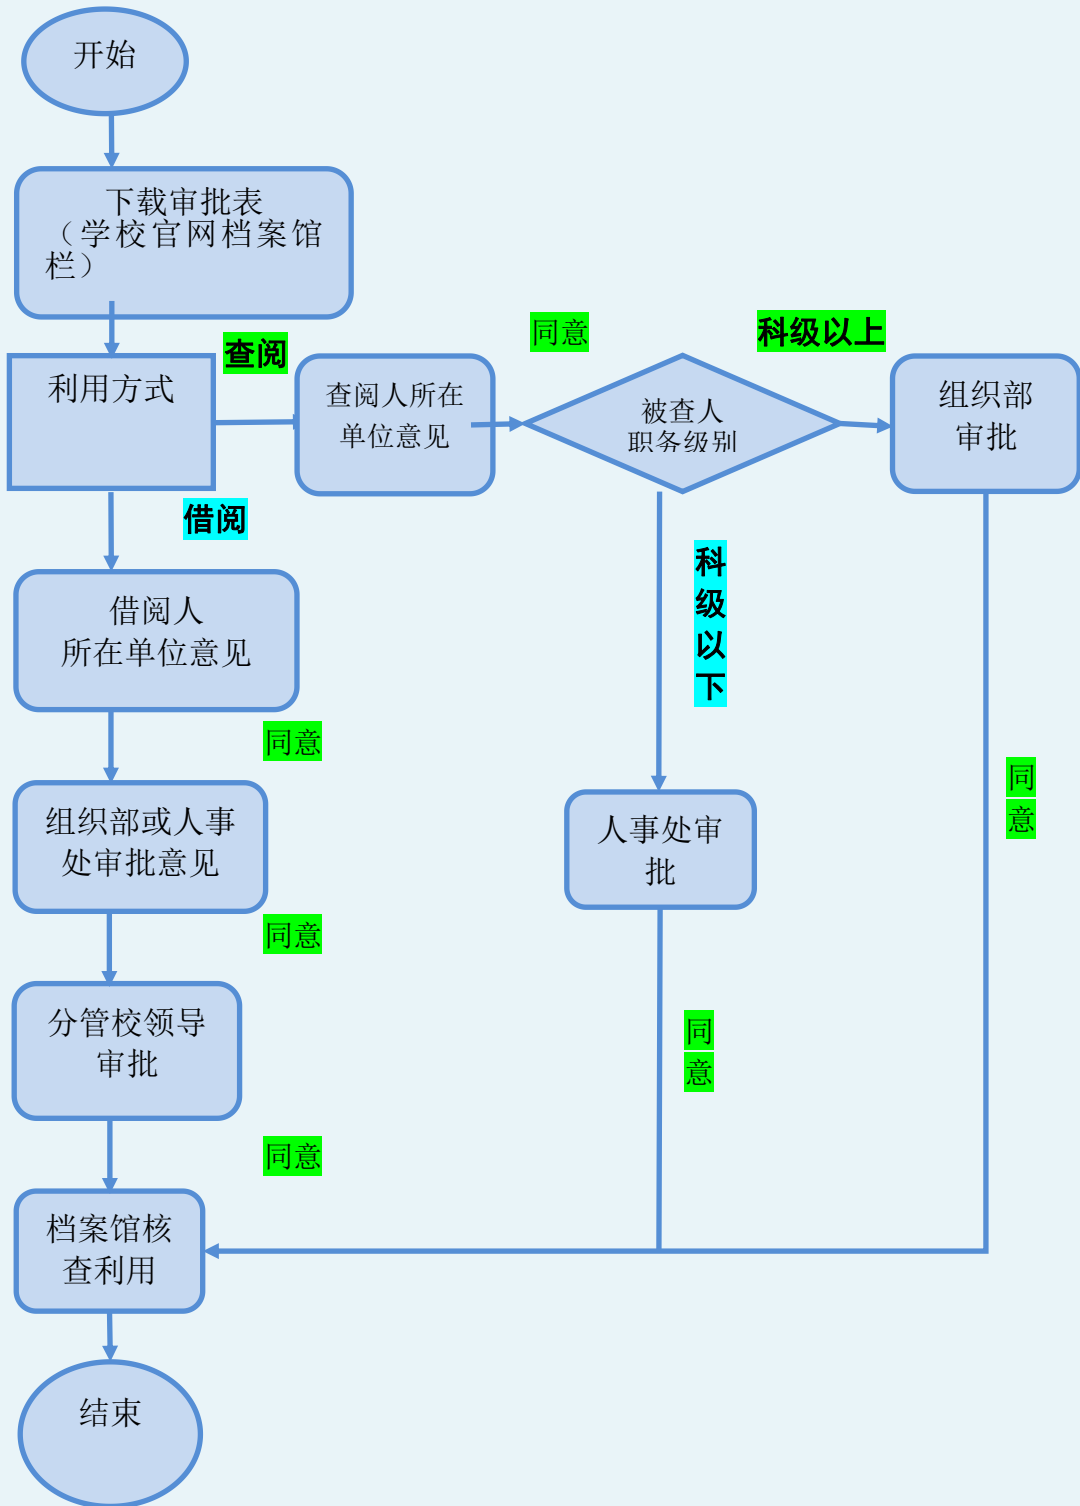 开始
下载审批表
（学校官网档案馆
栏）
利用方式
查阅
查阅人所在
单位意见
同意
被查人
职务级别
科级以上
组织部
审批
借阅
借阅人
所在单位意见
科
级
以
下
同意
组织部或人事
处审批意见
人事处审
批
同
意
同意
分管校领导
审批
同
意
同意
档案馆核
查利用
结束